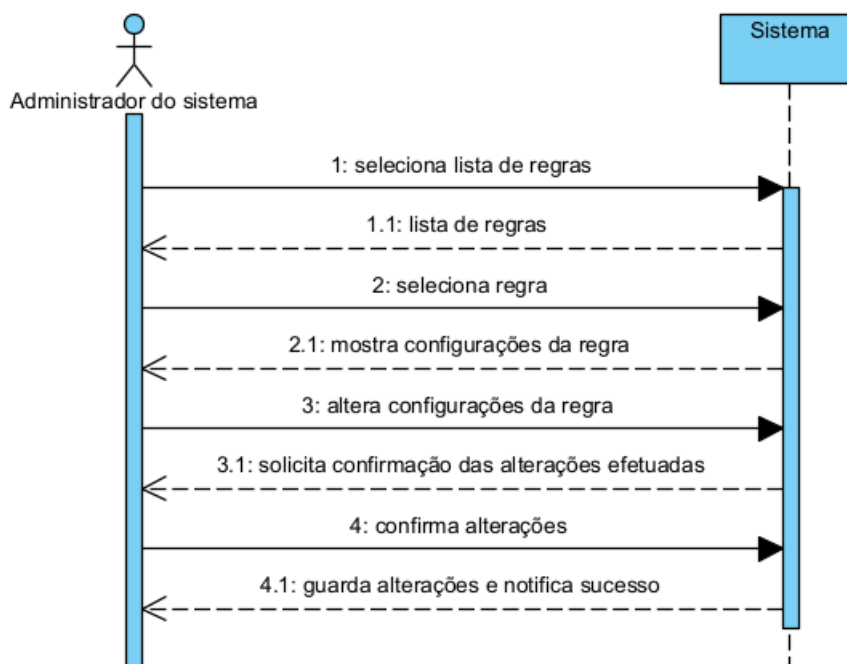 Sistema
Administrador do sistema
1: seleciona lista de regras
1.1: lista de regras
2: seleciona regra
2.1: mostra configurações da regra
3: altera configurações da regra
3.1: solicita confirmação das alterações efetuadas
4: confirma alterações
4.1: guarda alterações e notifica sucesso